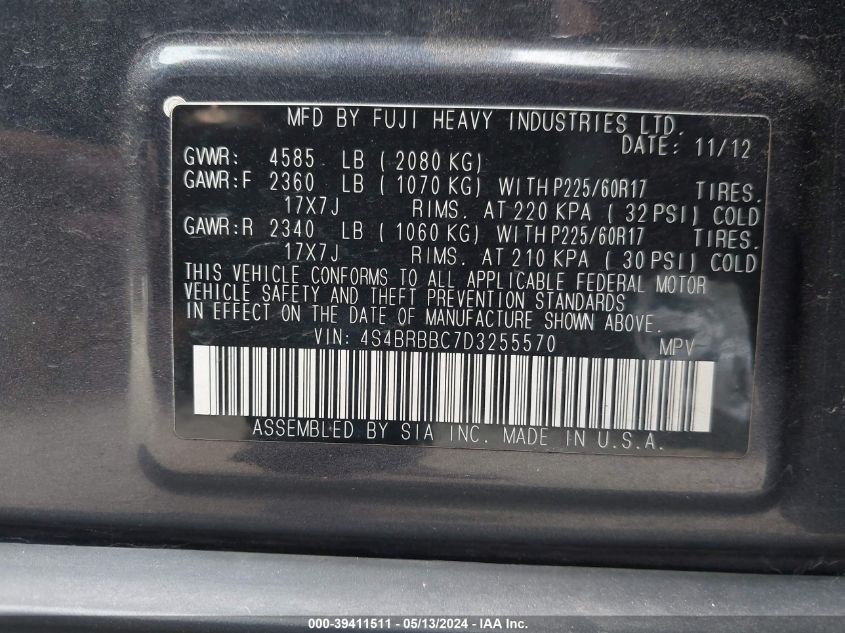 MFD BY FUJI HEAVY INDUSTRIES LTD.
DATE: 11/12
GVWR: 4585 LB (2080 KG)
GAWR:F 2360 LB (1070 KG) WITH P225/60R17 TIRES.
17X7J RIMS. AT 220 KPA (32 PSI) COLD
GAWR:R 2340 LB (1060 KG) WITH P225/60R17 TIRES.
17X7J RIMS. AT 210 KPA (30 PSI) COLD
THIS VEHICLE CONFORMS TO ALL APPLICABLE FEDERAL MOTOR
VEHICLE SAFETY AND THEFT PREVENTION STANDARDS
IN EFFECT ON THE DATE OF MANUFACTURE SHOWN ABOVE.
VIN: 4S4BRBBC7D3255570 MPV
ASSEMBLED BY SIA INC. MADE IN U.S.A.
000-39411511 - 05/13/2024 - IAA Inc.